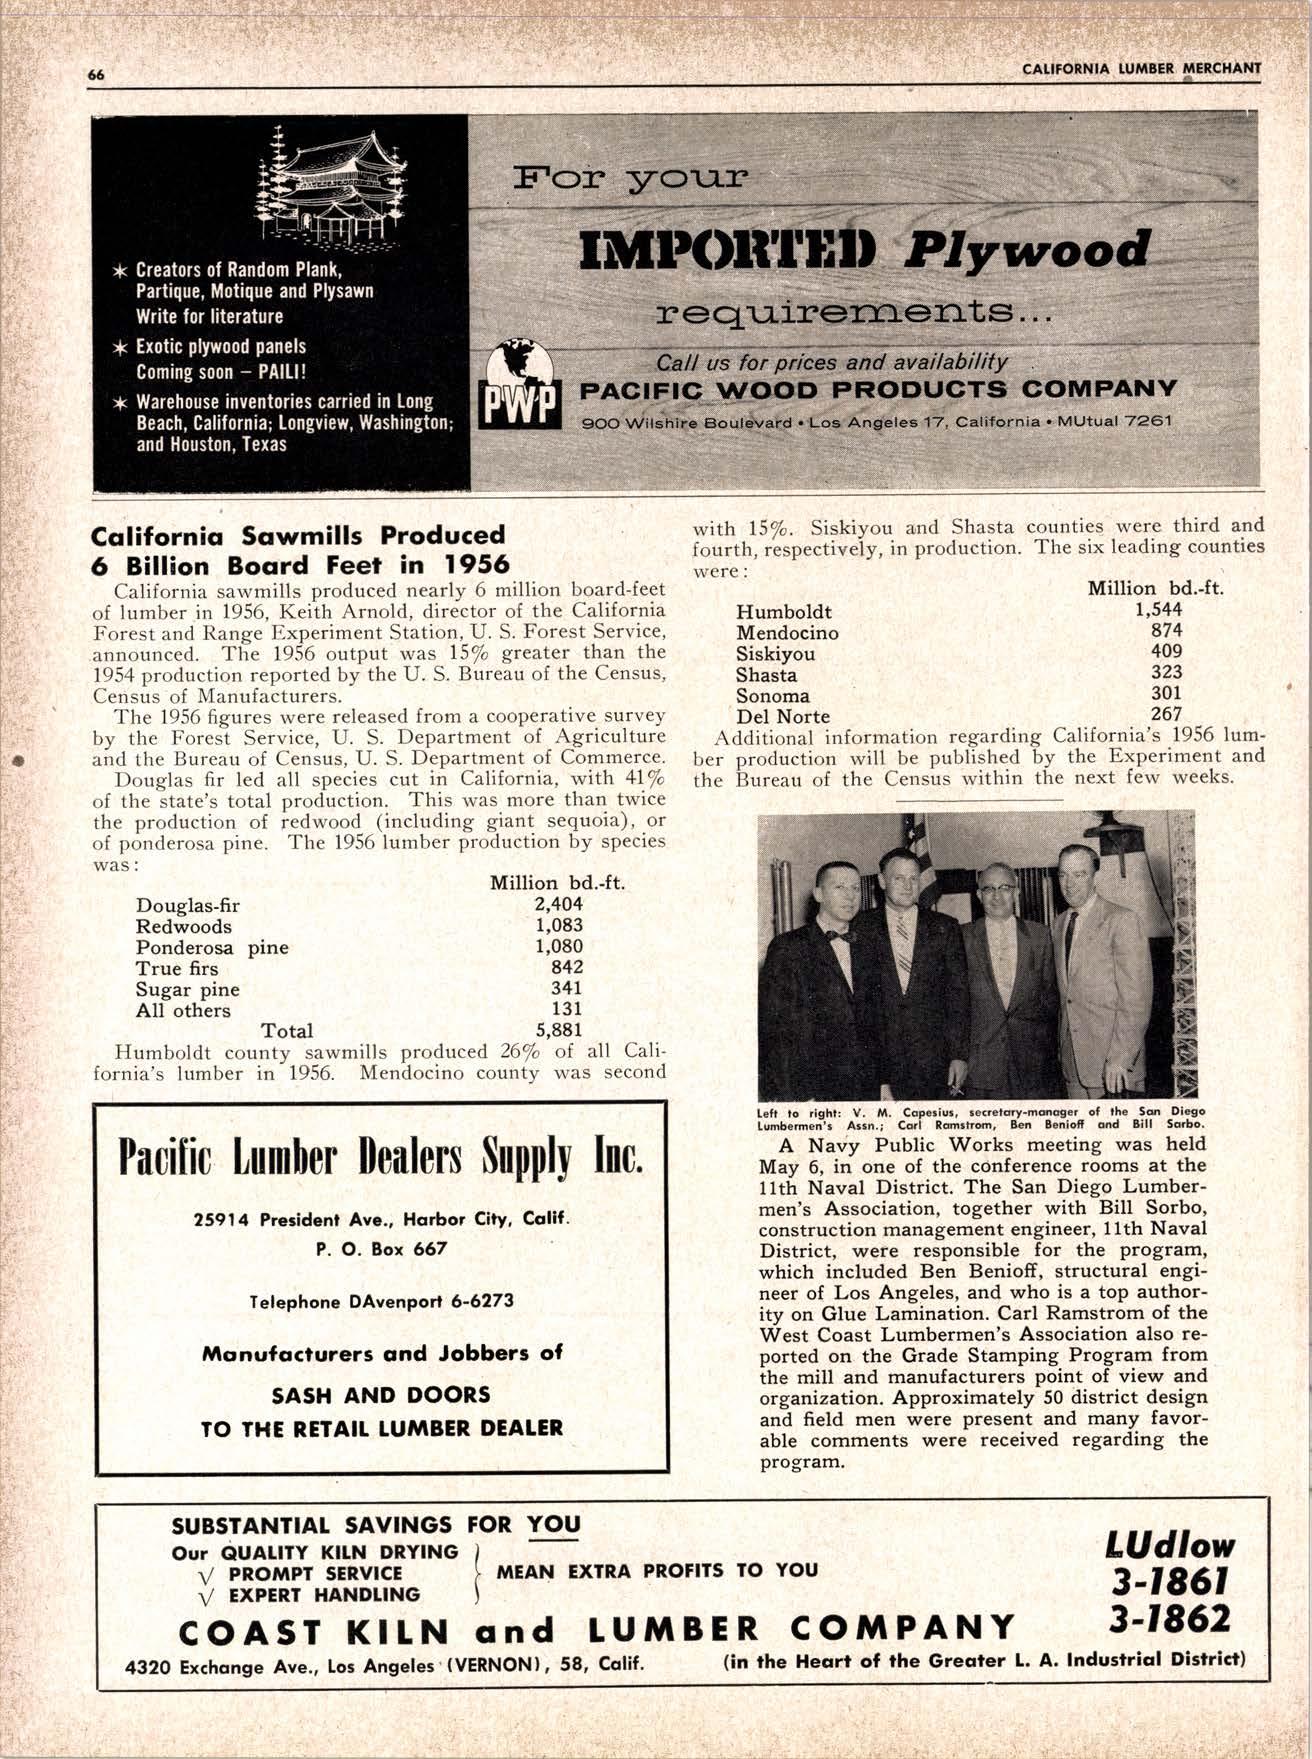 66
CALIFORNIA LUMBER MERCHANT
* Creators of Random Plank,
Partique, Motique and Plysawn
Write for literature
* Exotic plywood panels
Coming soon – PAILI!
* Warehouse inventories carried in Long
Beach, California; Longview, Washington;
and Houston, Texas
For your
IMPORTED Plywood
requirements...
PWP
Call us for prices and availability
PACIFIC WOOD PRODUCTS COMPANY
900 Wilshire Boulevard • Los Angeles 17, California • MUtual 7261
California Sawmills Produced
6 Billion Board Feet in 1956
California sawmills produced nearly 6 million board-feet
of lumber in 1956, Keith Arnold, director of the California
Forest and Range Experiment Station, U. S. Forest Service,
announced. The 1956 output was 15% greater than the
1954 production reported by the U. S. Bureau of the Census,
Census of Manufacturers.
The 1956 figures were released from a cooperative survey
by the Forest Service, U. S. Department of Agriculture
and the Bureau of Census, U. S. Department of Commerce.
Douglas fir led all species cut in California, with 41%
of the state's total production. This was more than twice
the production of redwood (including giant sequoia), or
of ponderosa pine. The 1956 lumber production by species
was:
Million bd.-ft.
Douglas-fir 2,404
Redwoods 1,083
Ponderosa pine 1,080
True firs 842
Sugar pine 341
All others 131
Total 5,881
Humboldt county sawmills produced 26% of all Cali-
fornia's lumber in 1956. Mendocino county was second
with 15%. Siskiyou and Shasta counties were third and
fourth, respectively, in production. The six leading counties
were:
Million bd.-ft.
Humboldt 1,544
Mendocino 874
Siskiyou 409
Shasta 323
Sonoma 301
Del Norte 267
Additional information regarding California's 1956 lum-
ber production will be published by the Experiment and
the Bureau of the Census within the next few weeks.
Left to right: V. M. Capesius, secretary-manager of the San Diego
Lumbermen's Assn.; Carl Ramstrom, Ben Benioff and Bill Sorbo.
A Navy Public Works meeting was held
May 6, in one of the conference rooms at the
11th Naval District. The San Diego Lumber-
men's Association, together with Bill Sorbo,
construction management engineer, 11th Naval
District, were responsible for the program,
which included Ben Benioff, structural engi-
neer of Los Angeles, and who is a top author-
ity on Glue Lamination. Carl Ramstrom of the
West Coast Lumbermen's Association also re-
ported on the Grade Stamping Program from
the mill and manufacturers point of view and
organization. Approximately 50 district design
and field men were present and many favor-
able comments were received regarding the
program.
Pacific Lumber Dealers Supply Inc.
25914 President Ave., Harbor City, Calif.
P. O. Box 667
Telephone DAvenport 6-6273
Manufacturers and Jobbers of
SASH AND DOORS
TO THE RETAIL LUMBER DEALER
SUBSTANTIAL SAVINGS FOR YOU
Our QUALITY KILN DRYING
√ PROMPT SERVICE
√ EXPERT HANDLING
MEAN EXTRA PROFITS TO YOU
LUdlow
3-1861
3-1862
COAST KILN and LUMBER COMPANY
4320 Exchange Ave., Los Angeles (VERNON), 58, Calif. (in the Heart of the Greater L. A. Industrial District)